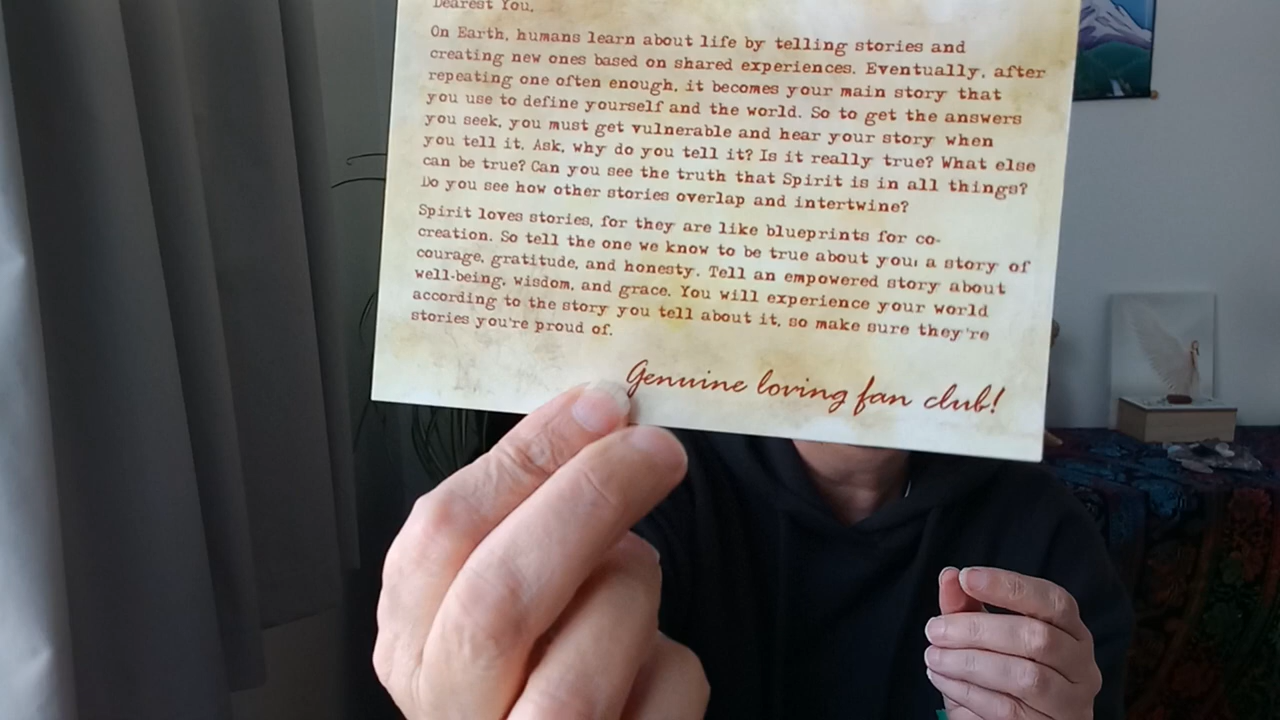 Dearest You,
On Earth, humans learn about life by telling stories and
creating new ones based on shared experiences. Eventually, after
repeating one often enough, it becomes your main story that
you use to define yourself and the world. So to get the answers
you seek, you must get vulnerable and hear your story when
you tell it. Ask, why do you tell it? Is it really true? What else
can be true? Can you see the truth that Spirit is in all things?
Do you see how other stories overlap and intertwine?
Spirit loves stories, for they are like blueprints for co-
creation. So tell the one we know to be true about you: a story of
courage, gratitude, and honesty. Tell an empowered story about
well-being, wisdom, and grace. You will experience your world
according to the story you tell about it, so make sure they're
stories you're proud of.
Genuine loving fan club!